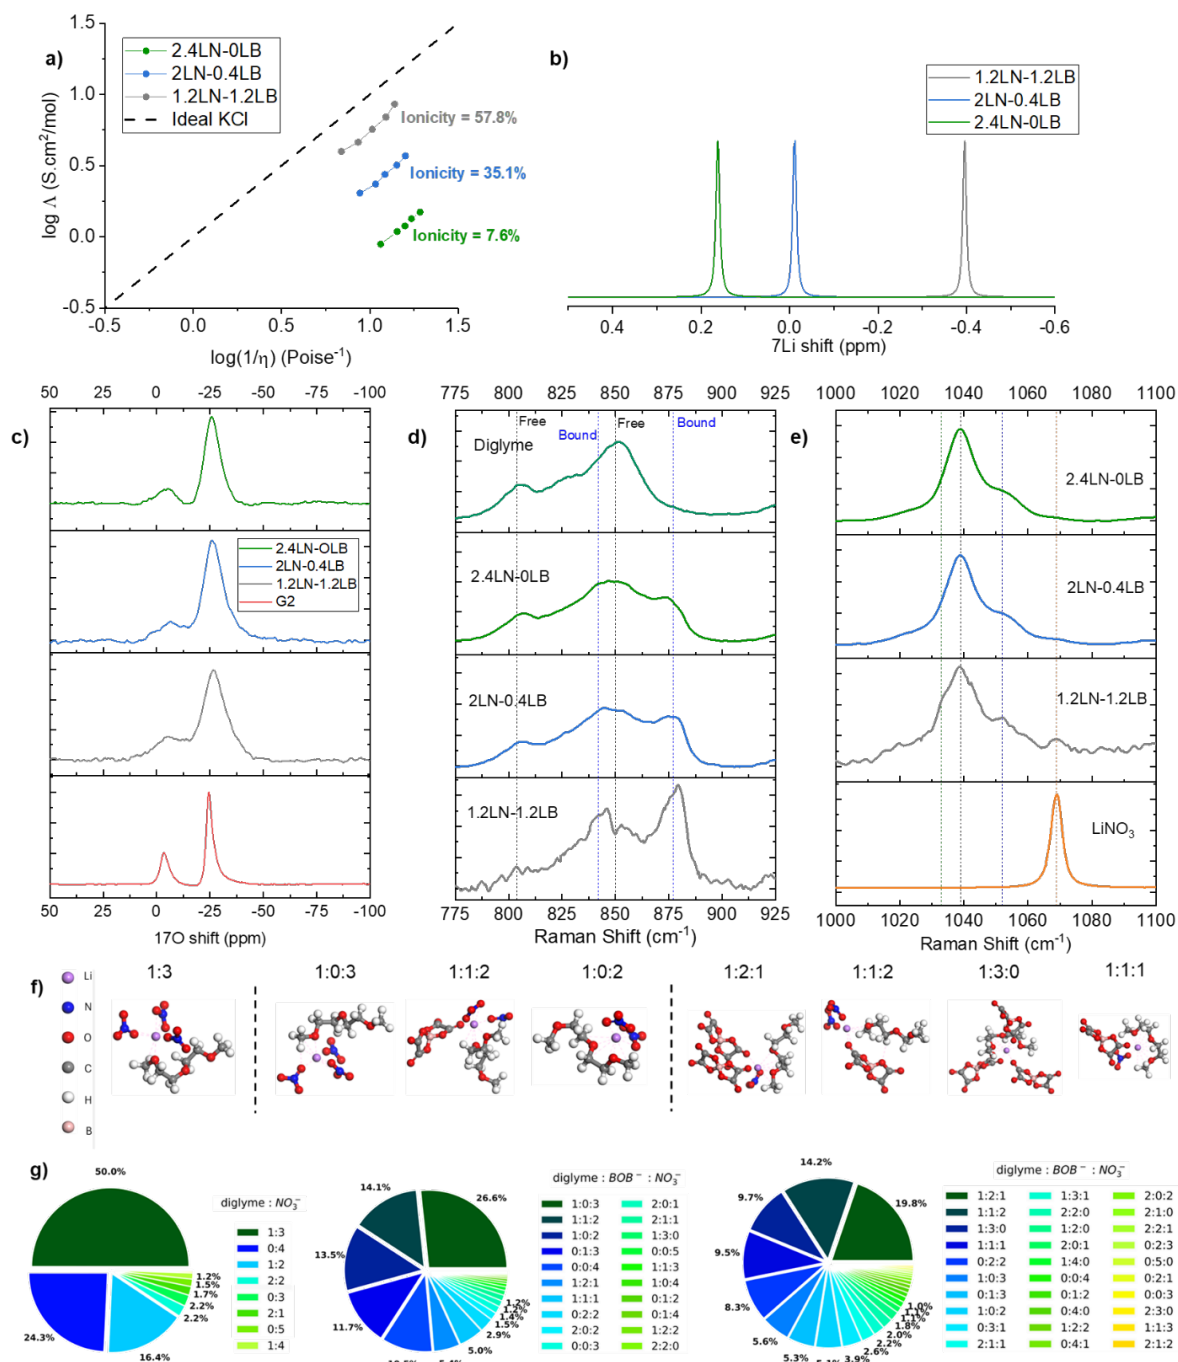 a)
1.5
1.0
0.5
0.0
-0.5
log Λ (S.cm²/mol)
2.4LN-0LB
2LN-0.4LB
1.2LN-1.2LB
Ideal KCl
Ionicity = 57.8%
Ionicity = 35.1%
Ionicity = 7.6%
-0.5 0.0 0.5 1.0 1.5
log(1/η) (Poise⁻¹)
b)
1.2LN-1.2LB
2LN-0.4LB
2.4LN-0LB
0.4 0.2 0.0 -0.2 -0.4 -0.6
7Li shift (ppm)
50 25 0 -25 -50 -75 -100
c)
2.4LN-OLB
2LN-0.4LB
1.2LN-1.2LB
G2
50 25 0 -25 -50 -75 -100
17O shift (ppm)
775 800 825 850 875 900 925
d)
Free
Bound
Free
Bound
Diglyme
2.4LN-0LB
2LN-0.4LB
1.2LN-1.2LB
775 800 825 850 875 900 925
Raman Shift (cm⁻¹)
1000 1020 1040 1060 1080 1100
e)
2.4LN-0LB
2LN-0.4LB
1.2LN-1.2LB
LiNO₃
1000 1020 1040 1060 1080 1100
Raman Shift (cm⁻¹)
f)
Li
N
O
C
H
B
1:3 1:0:3 1:1:2 1:0:2 1:2:1 1:1:2 1:3:0 1:1:1
g)
50.0%
24.3%
16.4%
2.2%
2.2%
1.7%
1.5%
1.2%
diglyme : NO₃⁻
1:3
0:4
1:2
2:2
0:3
2:1
0:5
1:4
26.6%
14.1%
13.5%
11.7%
5.4%
5.0%
2.9%
1.5%
1.4%
1.2%
1.2%
diglyme : BOB⁻ : NO₃⁻
1:0:3 2:0:1
1:1:2 2:1:1
1:0:2 1:3:0
0:1:3 0:0:5
0:0:4 1:1:3
1:2:1 1:0:4
1:1:1 0:1:2
0:2:2 0:1:4
2:0:2 1:2:2
0:0:3 2:2:0
19.8%
14.2%
9.7%
9.5%
8.3%
5.6%
5.3%
5.1%
3.9%
2.6%
2.2%
2.0%
1.8%
1.1%
1.1%
1.0%
diglyme : BOB⁻ : NO₃⁻
1:2:1 1:3:1 2:0:2
1:1:2 2:2:0 2:1:0
1:3:0 1:2:0 2:2:1
1:1:1 2:0:1 0:2:3
0:2:2 1:4:0 0:5:0
1:0:3 0:0:4 0:2:1
0:1:3 0:1:2 0:0:3
1:0:2 0:4:0 2:3:0
0:3:1 1:2:2 1:1:3
2:1:1 0:4:1 2:1:2